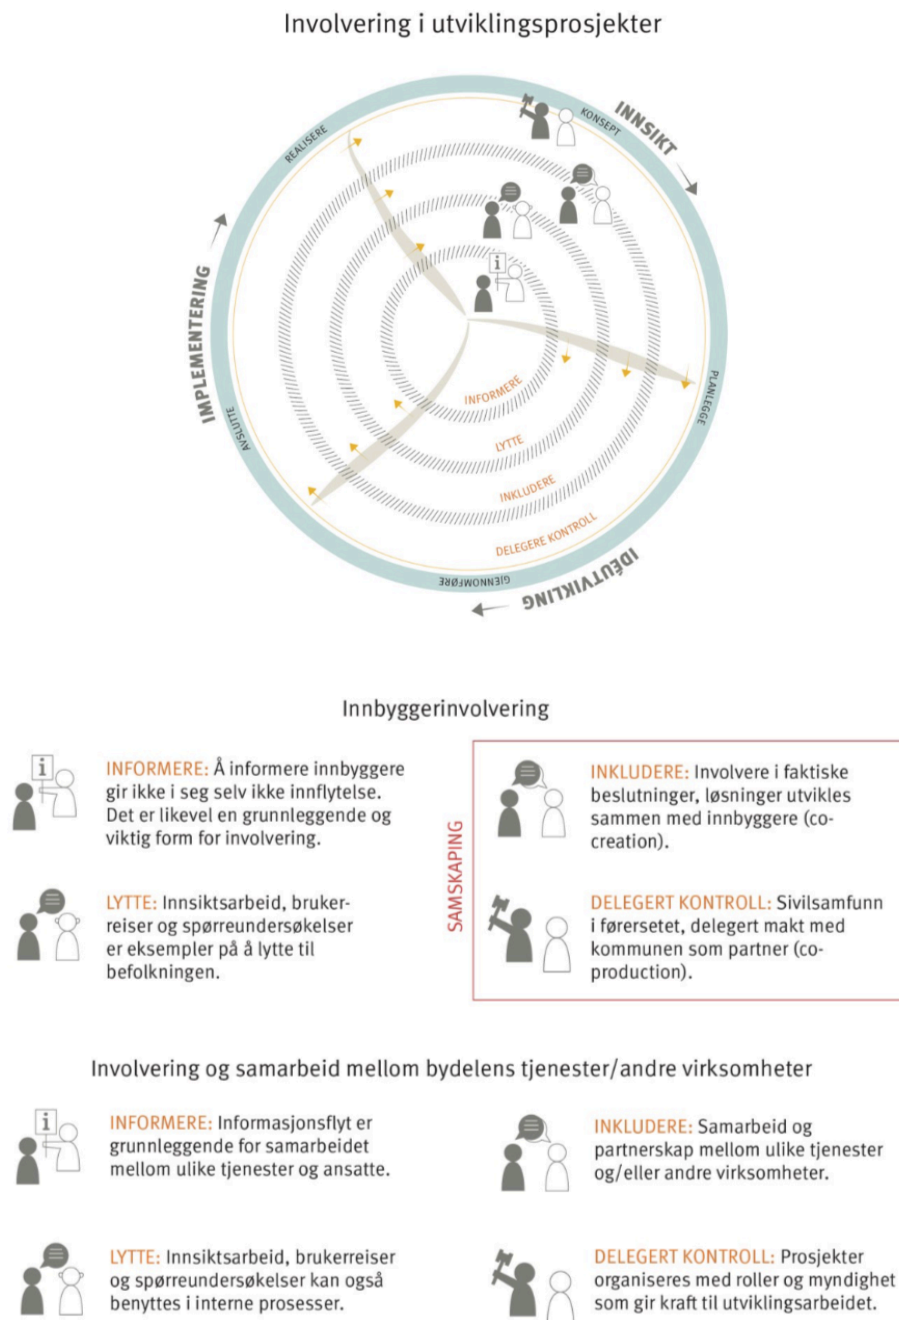 Involvering i utviklingsprosjekter
INNSIKT
KONSEPT
REALISERE
i
IMPLEMENTERING
AVSLUTTE
PLANLEGGE
INFORMERE
LYTTE
INKLUDERE
DELEGERE KONTROLL
GJENNOMFØRE
IDÉUTVIKLING
Innbyggerinvolvering
i
INFORMERE: Å informere innbyggere
gir ikke i seg selv ikke innflytelse.
Det er likevel en grunnleggende og
viktig form for involvering.
LYTTE: Innsiktsarbeid, bruker-
reiser og spørreundersøkelser
er eksempler på å lytte til
befolkningen.
SAMSKAPING
INKLUDERE: Involvere i faktiske
beslutninger, løsninger utvikles
sammen med innbyggere (co-
creation).
DELEGERT KONTROLL: Sivilsamfunn
i førersetet, delegert makt med
kommunen som partner (co-
production).
Involvering og samarbeid mellom bydelens tjenester/andre virksomheter
i
INFORMERE: Informasjonsflyt er
grunnleggende for samarbeidet
mellom ulike tjenester og ansatte.
LYTTE: Innsiktsarbeid, brukerreiser
og spørreundersøkelser kan også
benyttes i interne prosesser.
INKLUDERE: Samarbeid og
partnerskap mellom ulike tjenester
og/eller andre virksomheter.
DELEGERT KONTROLL: Prosjekter
organiseres med roller og myndighet
som gir kraft til utviklingsarbeidet.